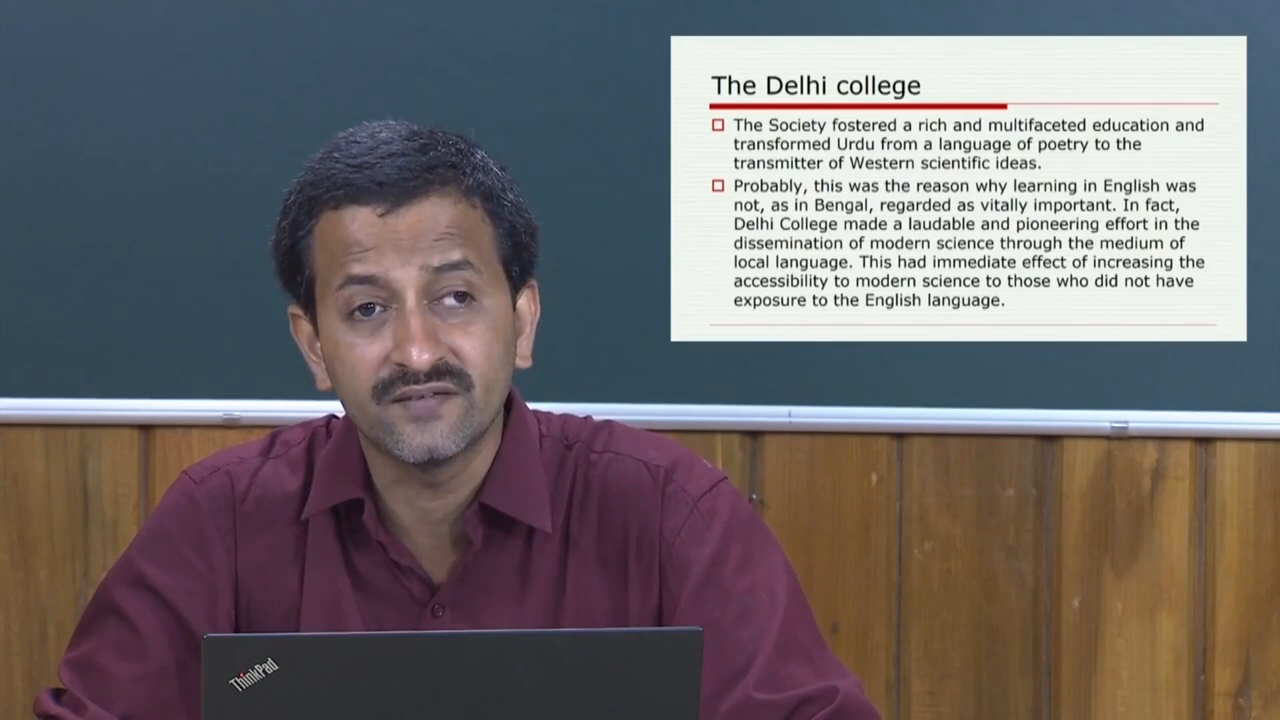 The Delhi college
The Society fostered a rich and multifaceted education and
transformed Urdu from a language of poetry to the
transmitter of Western scientific ideas.
Probably, this was the reason why learning in English was
not, as in Bengal, regarded as vitally important. In fact,
Delhi College made a laudable and pioneering effort in the
dissemination of modern science through the medium of
local language. This had immediate effect of increasing the
accessibility to modern science to those who did not have
exposure to the English language.
ThinkPad